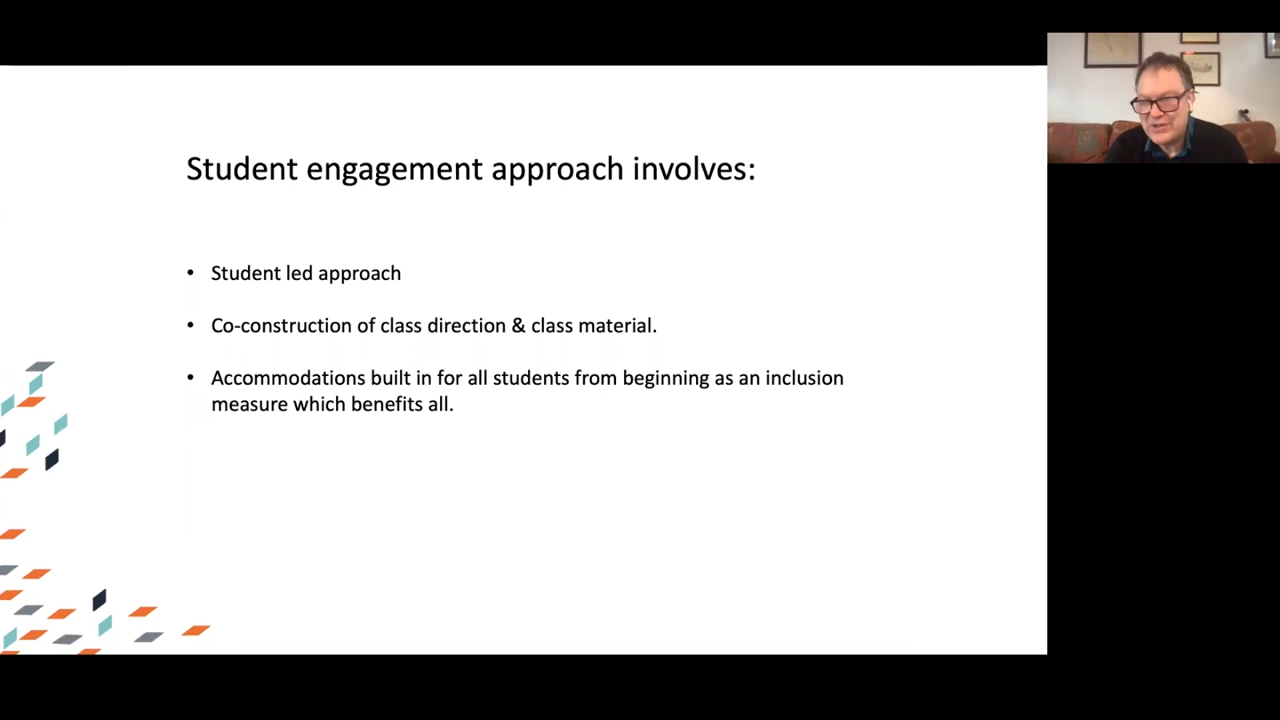 Student engagement approach involves:
• Student led approach
• Co-construction of class direction & class material.
• Accommodations built in for all students from beginning as an inclusion
measure which benefits all.